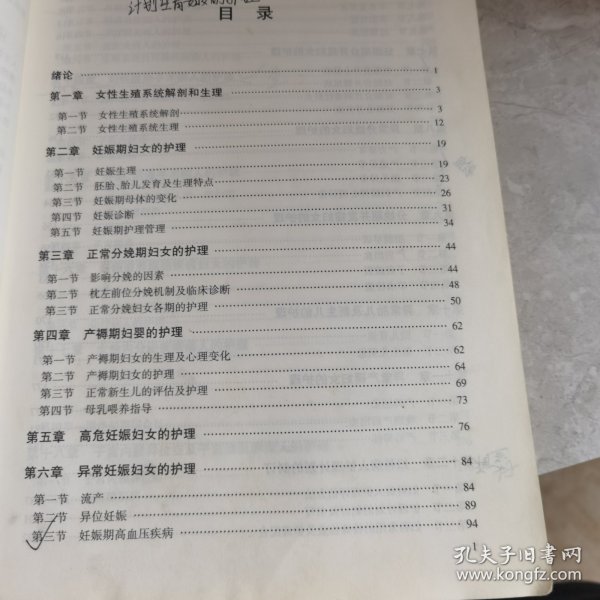 计划生育妇女的护理
目 录
绪论 1
第一章 女性生殖系统解剖和生理 3
第一节 女性生殖系统解剖 3
第二节 女性生殖系统生理 12
第二章 妊娠期妇女的护理 19
第一节 妊娠生理 19
第二节 胚胎、胎儿发育及生理特点 23
第三节 妊娠期母体的变化 26
第四节 妊娠诊断 31
第五节 妊娠期护理管理 34
第三章 正常分娩期妇女的护理 44
第一节 影响分娩的因素 44
第二节 枕左前位分娩机制及临床诊断 48
第三节 正常分娩妇女各期的护理 50
第四章 产褥期妇婴的护理 62
第一节 产褥期妇女的生理及心理变化 62
第二节 产褥期妇女的护理 64
第三节 正常新生儿的评估及护理 69
第四节 母乳喂养指导 73
第五章 高危妊娠妇女的护理 76
第六章 异常妊娠妇女的护理 84
第一节 流产 84
第二节 异位妊娠 89
第三节 妊娠期高血压疾病 94
1
孔夫子旧书网
www.kongfz.com